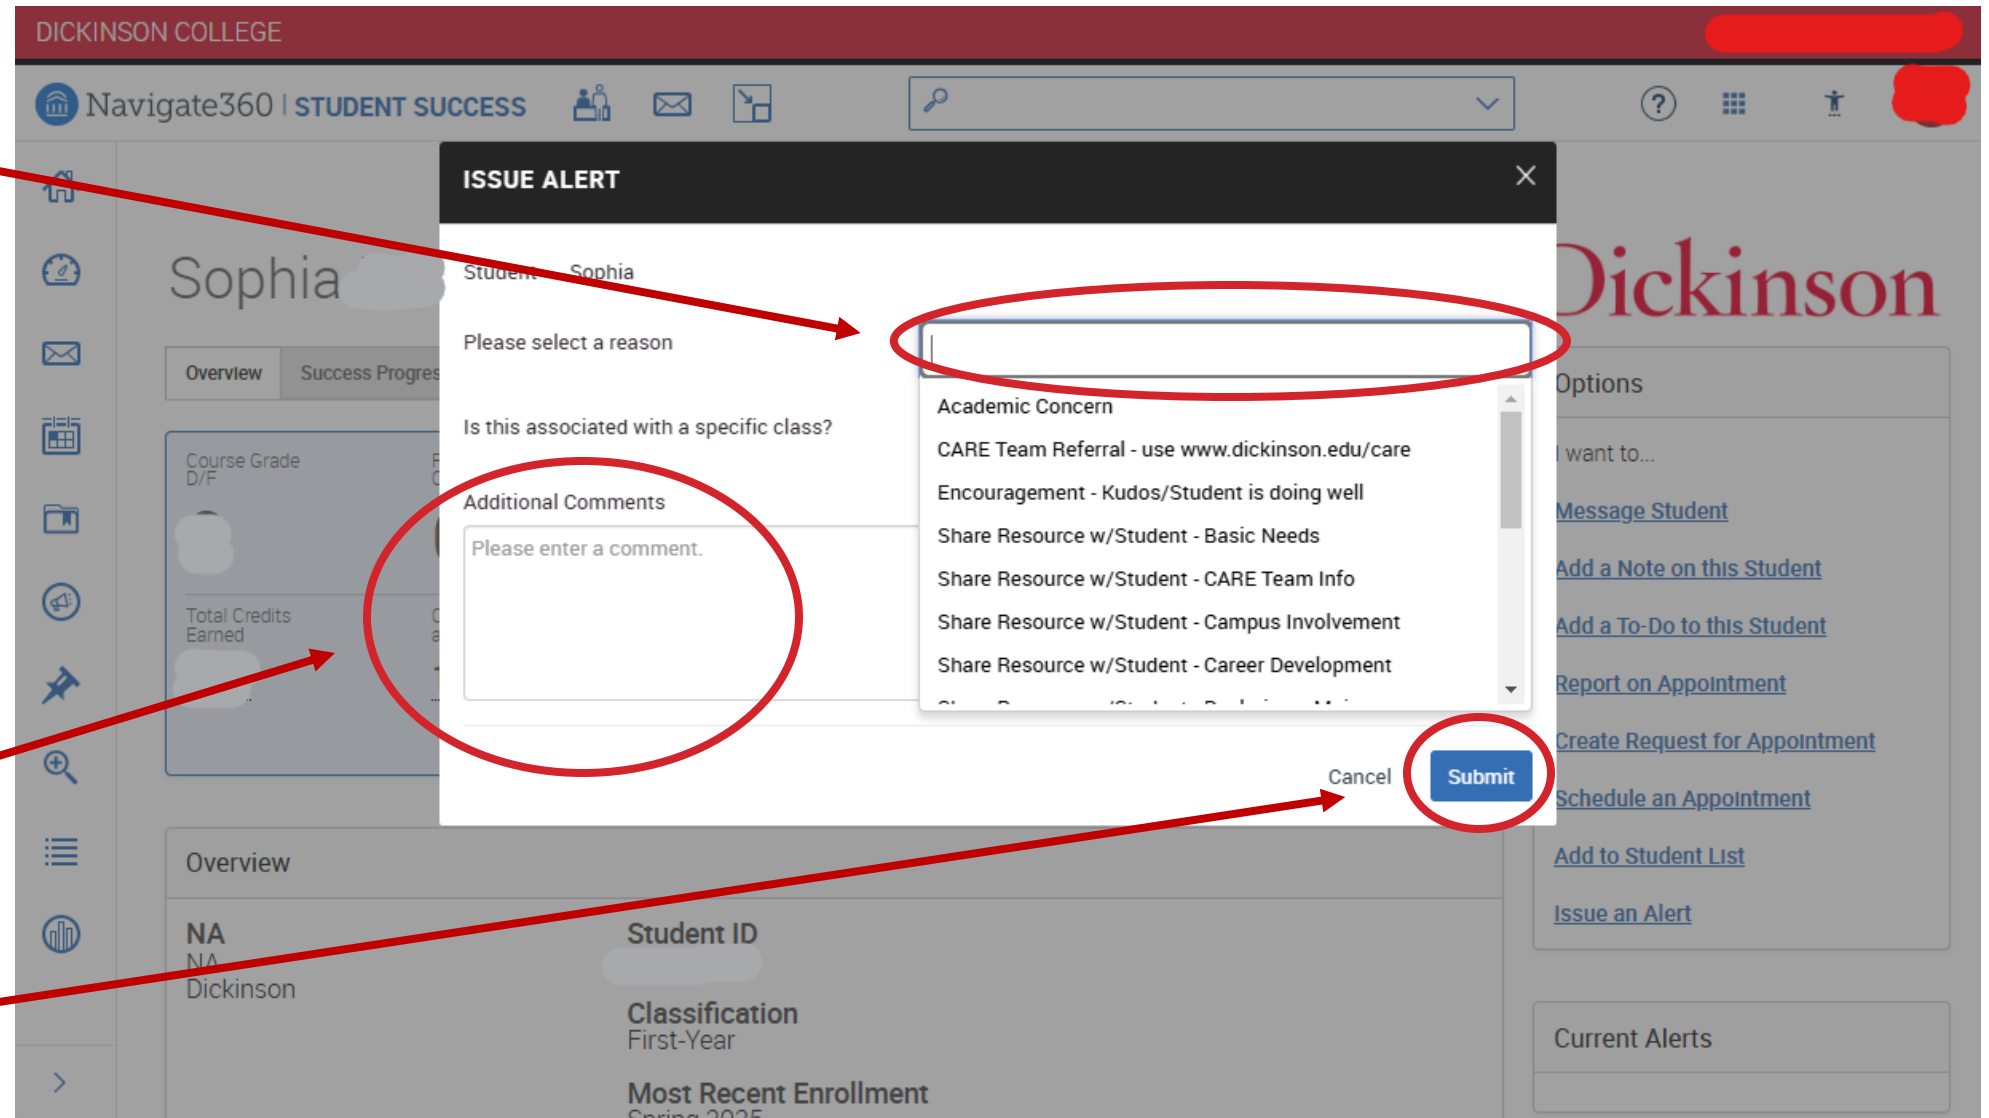 DICKINSON COLLEGE
Navigate360 | STUDENT SUCCESS
?
ISSUE ALERT
Student Sophia
Sophia
Dickinson
Please select a reason
Overview Success Progres
Options
Is this associated with a specific class?
Academic Concern
CARE Team Referral - use www.dickinson.edu/care
Encouragement - Kudos/Student is doing well
Share Resource w/Student - Basic Needs
Share Resource w/Student - CARE Team Info
Share Resource w/Student - Campus Involvement
Share Resource w/Student - Career Development
Course Grade
D/F
Additional Comments
Please enter a comment.
Total Credits
Earned
Cancel Submit
I want to...
Message Student
Add a Note on this Student
Add a To-Do to this Student
Report on Appointment
Create Request for Appointment
Schedule an Appointment
Add to Student List
Issue an Alert
Overview
NA
NA
Dickinson
Student ID
Classification
First-Year
Most Recent Enrollment
Spring 2025
Current Alerts